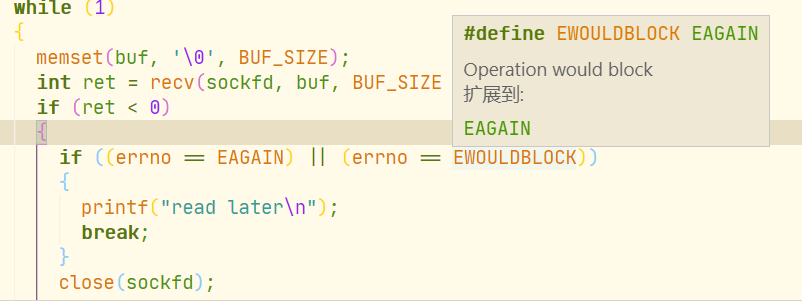 while (1)
{
memset(buf, '\0', BUF_SIZE);
int ret = recv(sockfd, buf, BUF_SIZE
if (ret < 0)
{
if ((errno == EAGAIN) || (errno == EWOULDBLOCK))
{
printf("read later\n");
break;
}
close(sockfd);
#define EWOULDBLOCK EAGAIN
Operation would block
扩展到:
EAGAIN